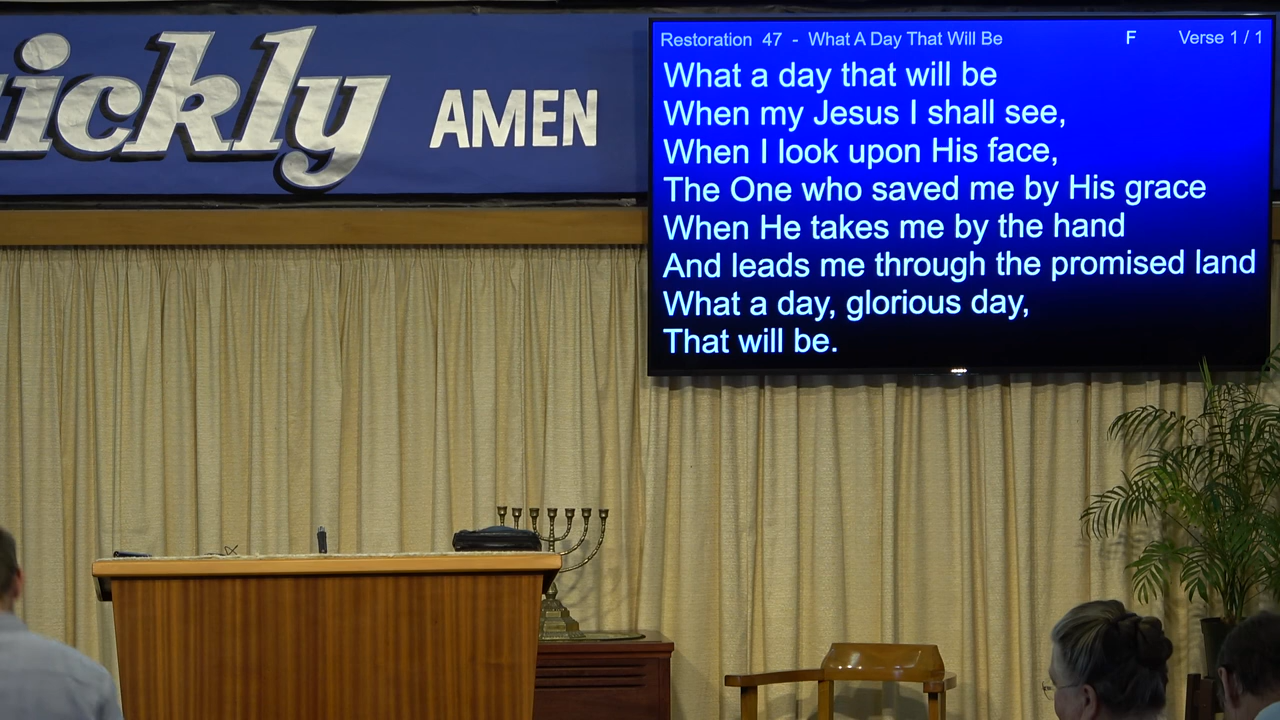 ickly AMEN
Restoration 47 - What A Day That Will Be F Verse 1 / 1
What a day that will be
When my Jesus I shall see,
When I look upon His face,
The One who saved me by His grace
When He takes me by the hand
And leads me through the promised land
What a day, glorious day,
That will be.